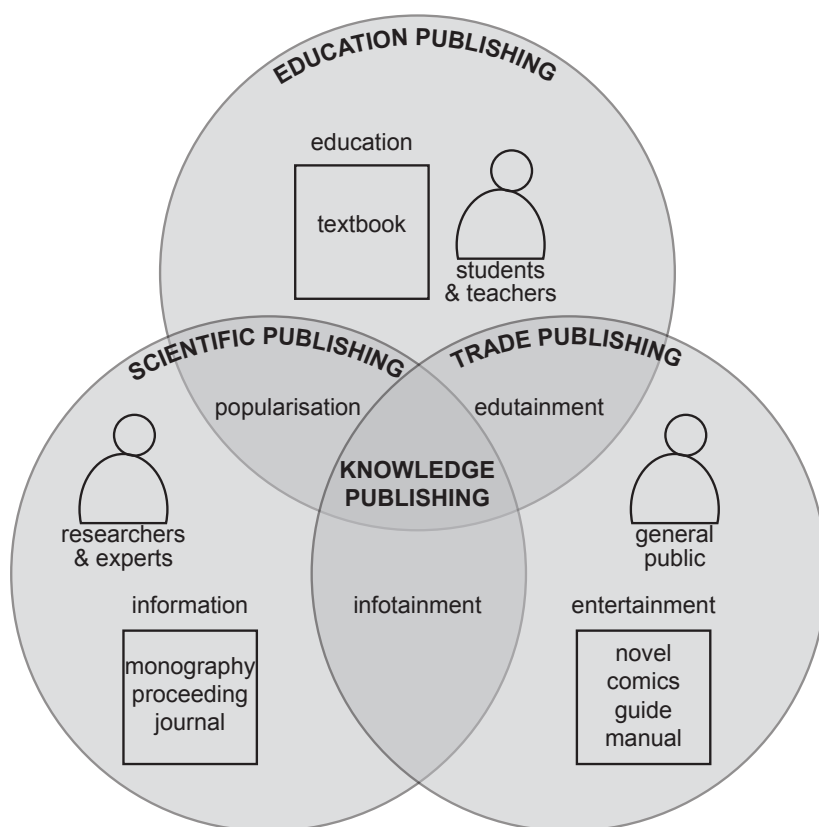 EDUCATION PUBLISHING
education
textbook
students
& teachers
SCIENTIFIC PUBLISHING
TRADE PUBLISHING
popularisation
edutainment
KNOWLEDGE
PUBLISHING
researchers
& experts
general
public
information
infotainment
entertainment
monography
proceeding
journal
novel
comics
guide
manual